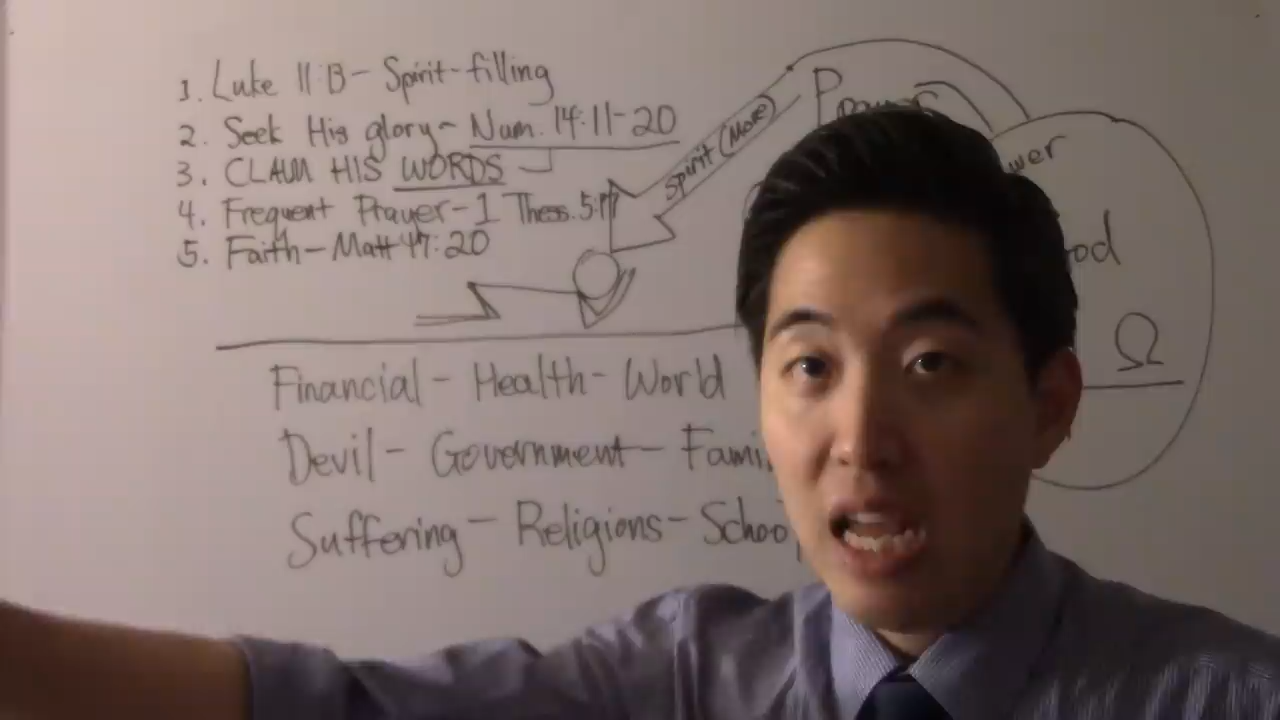 1. Luke 11:13 - Spirit-filling
2. Seek His glory - Num. 14:11-20
3. CLAIM HIS WORDS
4. Frequent Prayer - 1 Thess. 5:17
5. Faith - Matt 17:20
Spirit (More)
Ω
Financial - Health - World
Devil - Government -
Suffering - Religions -